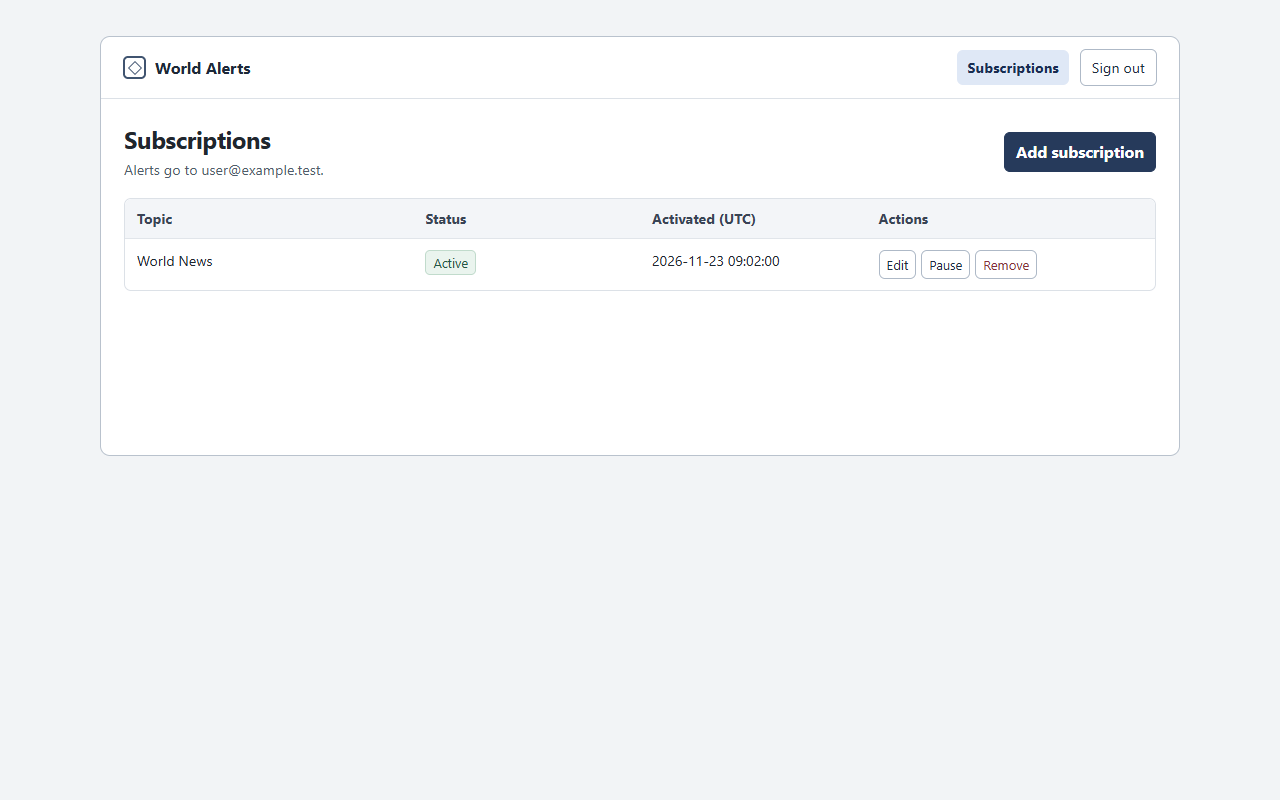 World Alerts
Subscriptions
Sign out
Subscriptions
Alerts go to user@example.test.
Add subscription
Topic Status Activated (UTC) Actions
World News Active 2026-11-23 09:02:00 Edit Pause Remove